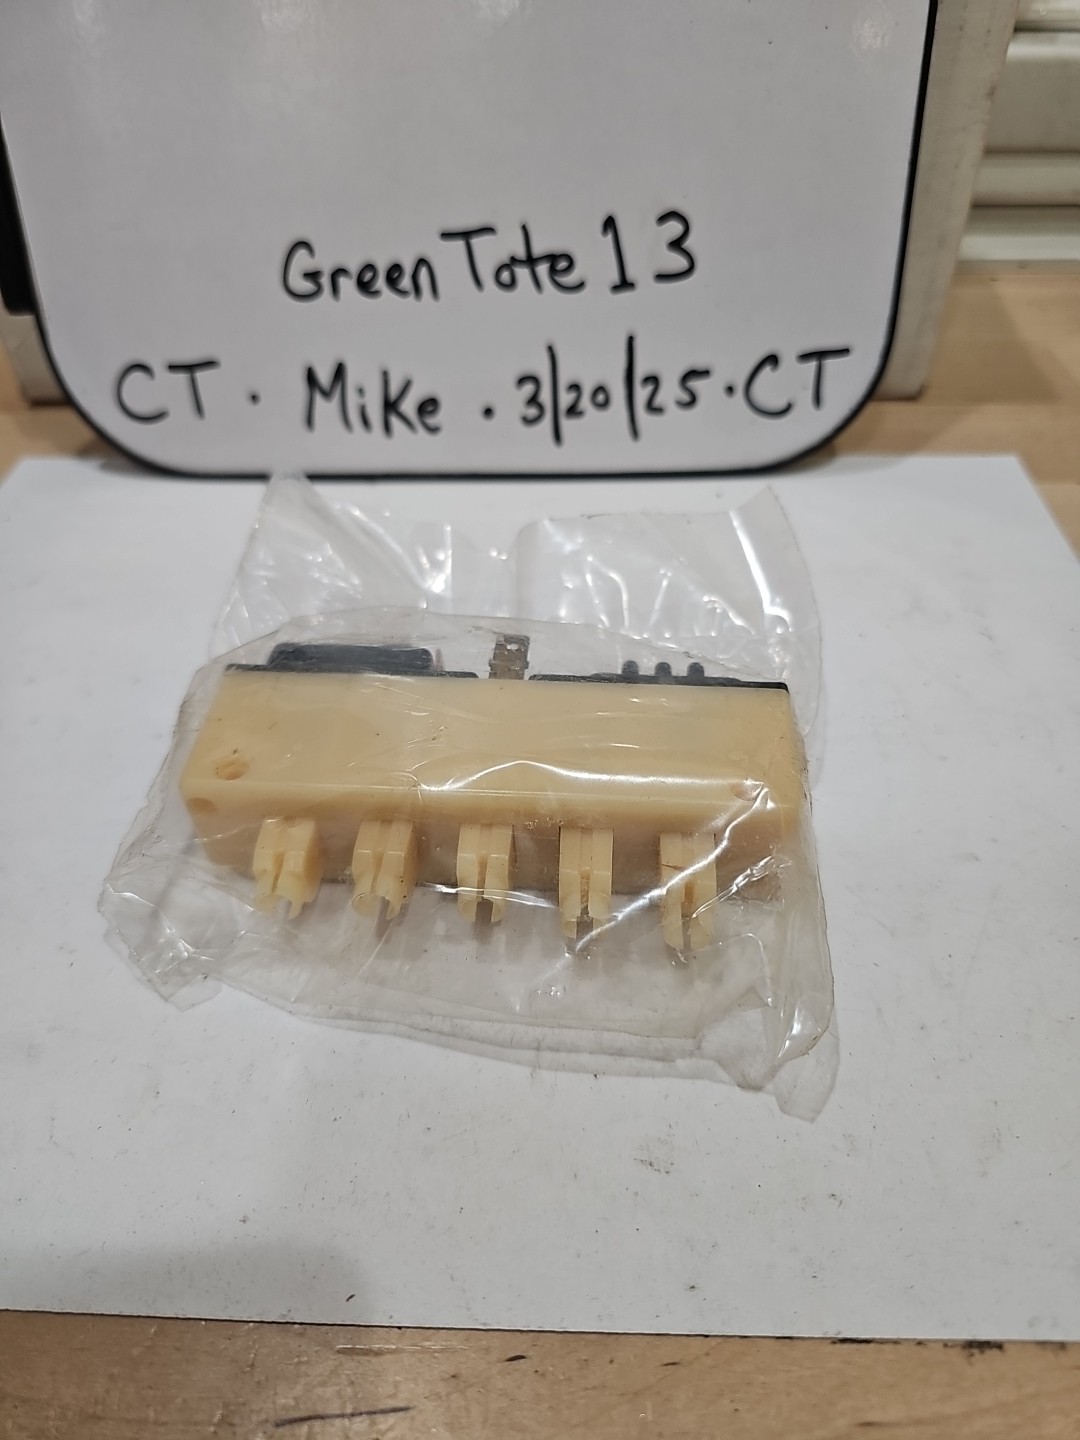 Green Tote 13
CT · Mike · 3/20/25 · CT